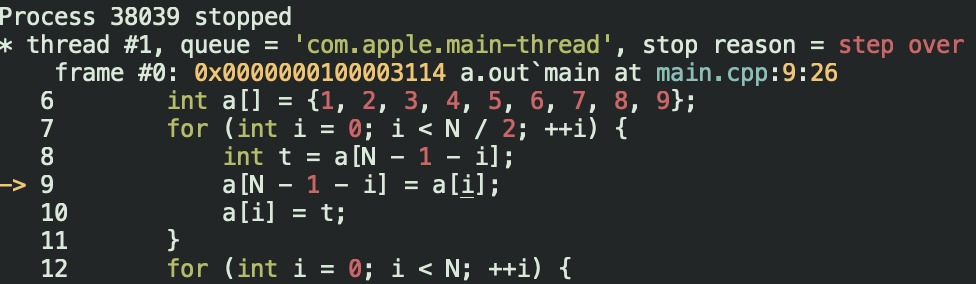 Process 38039 stopped
* thread #1, queue = 'com.apple.main-thread', stop reason = step over
    frame #0: 0x0000000100003114 a.out`main at main.cpp:9:26
   6        int a[] = {1, 2, 3, 4, 5, 6, 7, 8, 9};
   7        for (int i = 0; i < N / 2; ++i) {
   8            int t = a[N - 1 - i];
-> 9            a[N - 1 - i] = a[i];
   10           a[i] = t;
   11       }
   12       for (int i = 0; i < N; ++i) {